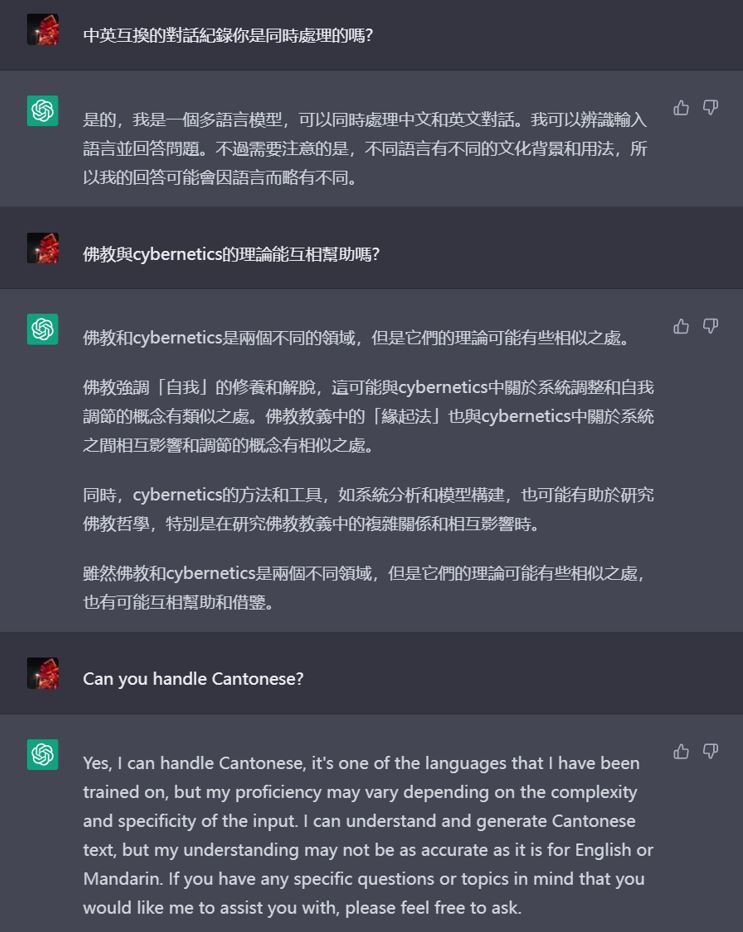 中英互換的對話紀錄你是同時處理的嗎?
是的，我是一個多語言模型，可以同時處理中文和英文對話。我可以辨識輸入
語言並回答問題。不過需要注意的是，不同語言有不同的文化背景和用法，所
以我的回答可能會因語言而略有不同。
佛教與cybernetics的理論能互相幫助嗎?
佛教和cybernetics是兩個不同的領域，但是它們的理論可能有些相似之處。
佛教強調「自我」的修養和解脫，這可能與cybernetics中關於系統調整和自我
調節的概念有類似之處。佛教教義中的「緣起法」也與cybernetics中關於系統
之間相互影響和調節的概念有相似之處。
同時，cybernetics的方法和工具，如系統分析和模型構建，也可能有助於研究
佛教哲學，特別是在研究佛教教義中的複雜關係和相互影響時。
雖然佛教和cybernetics是兩個不同領域，但是它們的理論可能有些相似之處，
也有可能互相幫助和借鑒。
Can you handle Cantonese?
Yes, I can handle Cantonese, it's one of the languages that I have been
trained on, but my proficiency may vary depending on the complexity
and specificity of the input. I can understand and generate Cantonese
text, but my understanding may not be as accurate as it is for English or
Mandarin. If you have any specific questions or topics in mind that you
would like me to assist you with, please feel free to ask.